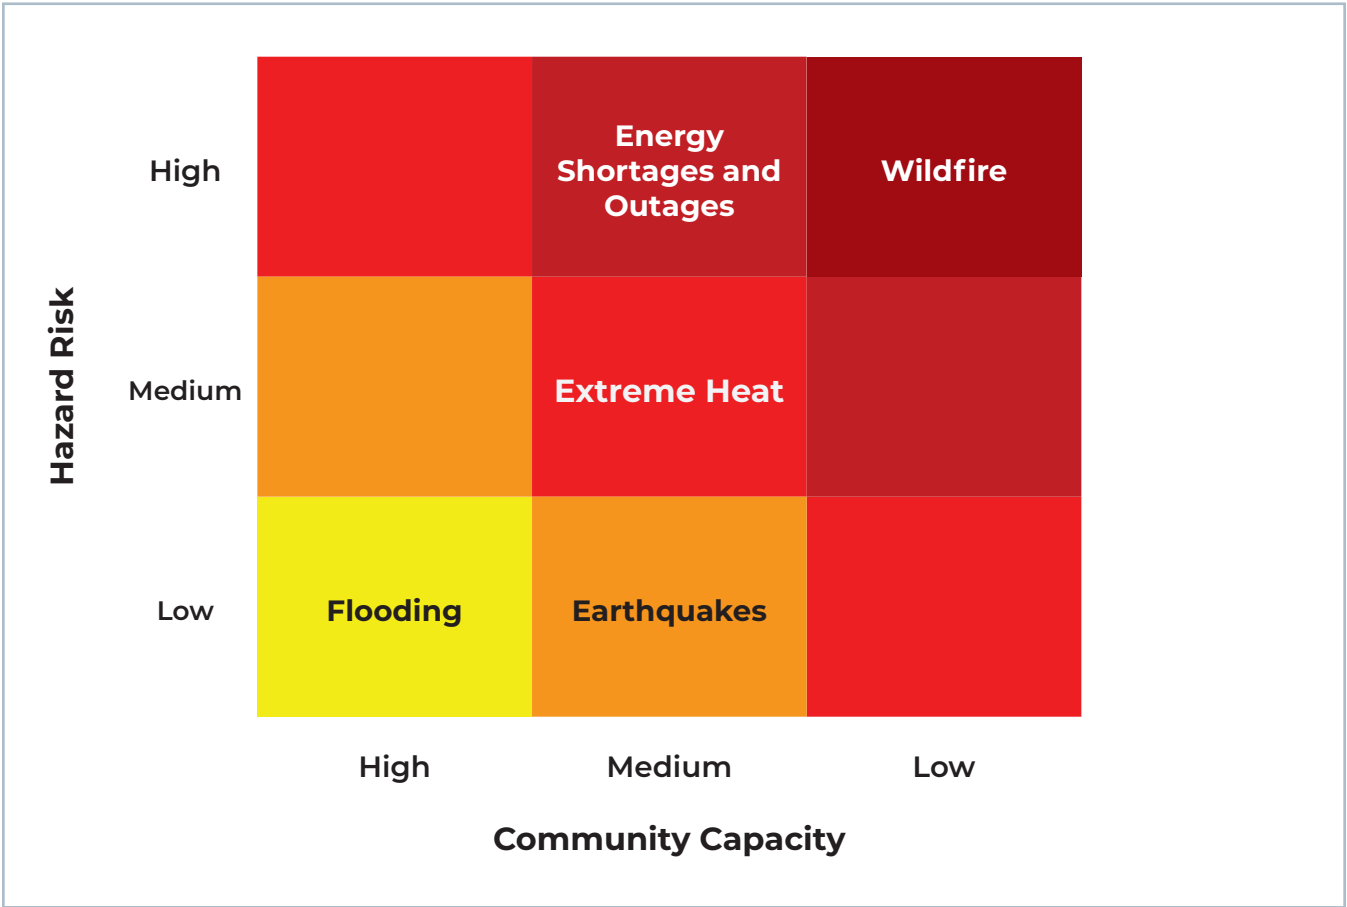 High
Energy
Shortages and
Outages
Wildfire
Hazard Risk
Medium
Extreme Heat
Low
Flooding
Earthquakes
High
Medium
Low
Community Capacity